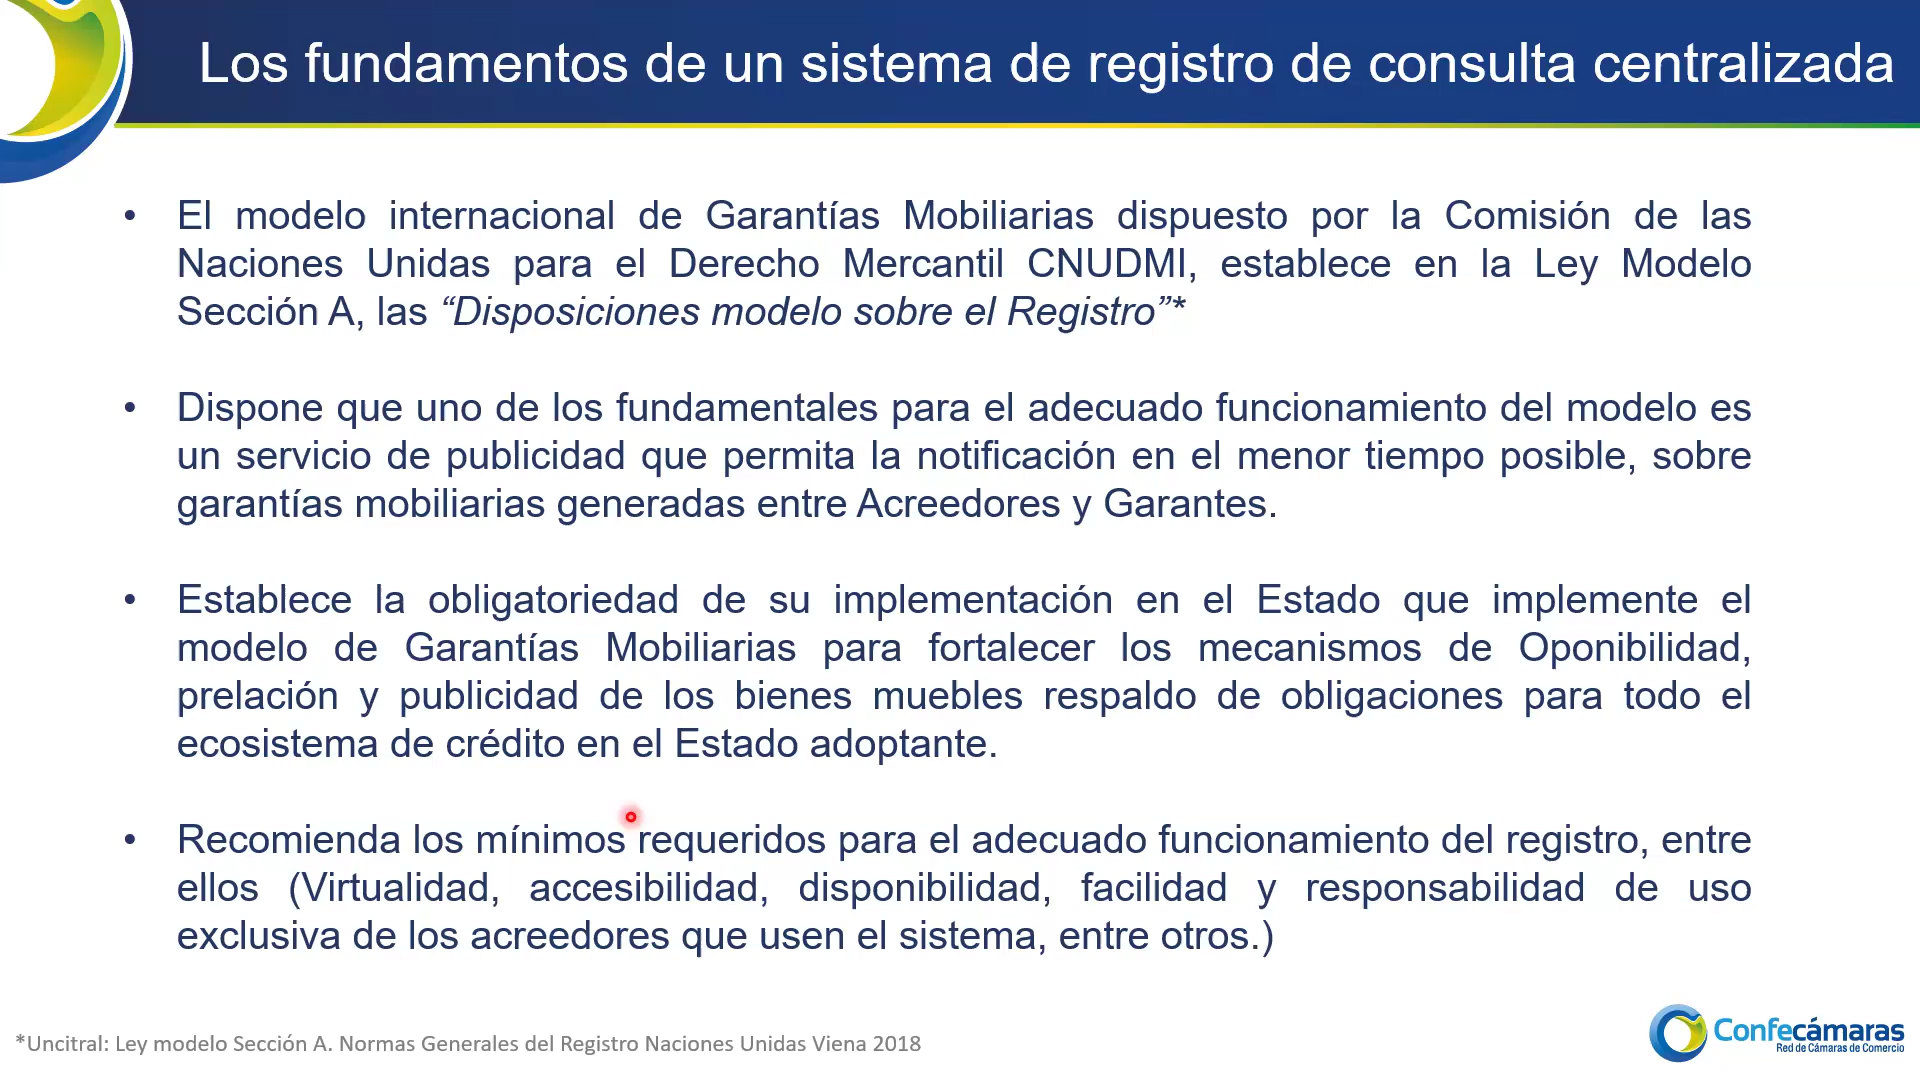 Los fundamentos de un sistema de registro de consulta centralizada
• El modelo internacional de Garantías Mobiliarias dispuesto por la Comisión de las
Naciones Unidas para el Derecho Mercantil CNUDMI, establece en la Ley Modelo
Sección A, las “Disposiciones modelo sobre el Registro”*
• Dispone que uno de los fundamentales para el adecuado funcionamiento del modelo es
un servicio de publicidad que permita la notificación en el menor tiempo posible, sobre
garantías mobiliarias generadas entre Acreedores y Garantes.
• Establece la obligatoriedad de su implementación en el Estado que implemente el
modelo de Garantías Mobiliarias para fortalecer los mecanismos de Oponibilidad,
prelación y publicidad de los bienes muebles respaldo de obligaciones para todo el
ecosistema de crédito en el Estado adoptante.
• Recomienda los mínimos requeridos para el adecuado funcionamiento del registro, entre
ellos (Virtualidad, accesibilidad, disponibilidad, facilidad y responsabilidad de uso
exclusiva de los acreedores que usen el sistema, entre otros.)
*Uncitral: Ley modelo Sección A. Normas Generales del Registro Naciones Unidas Viena 2018
Confecámaras
Red de Cámaras de Comercio